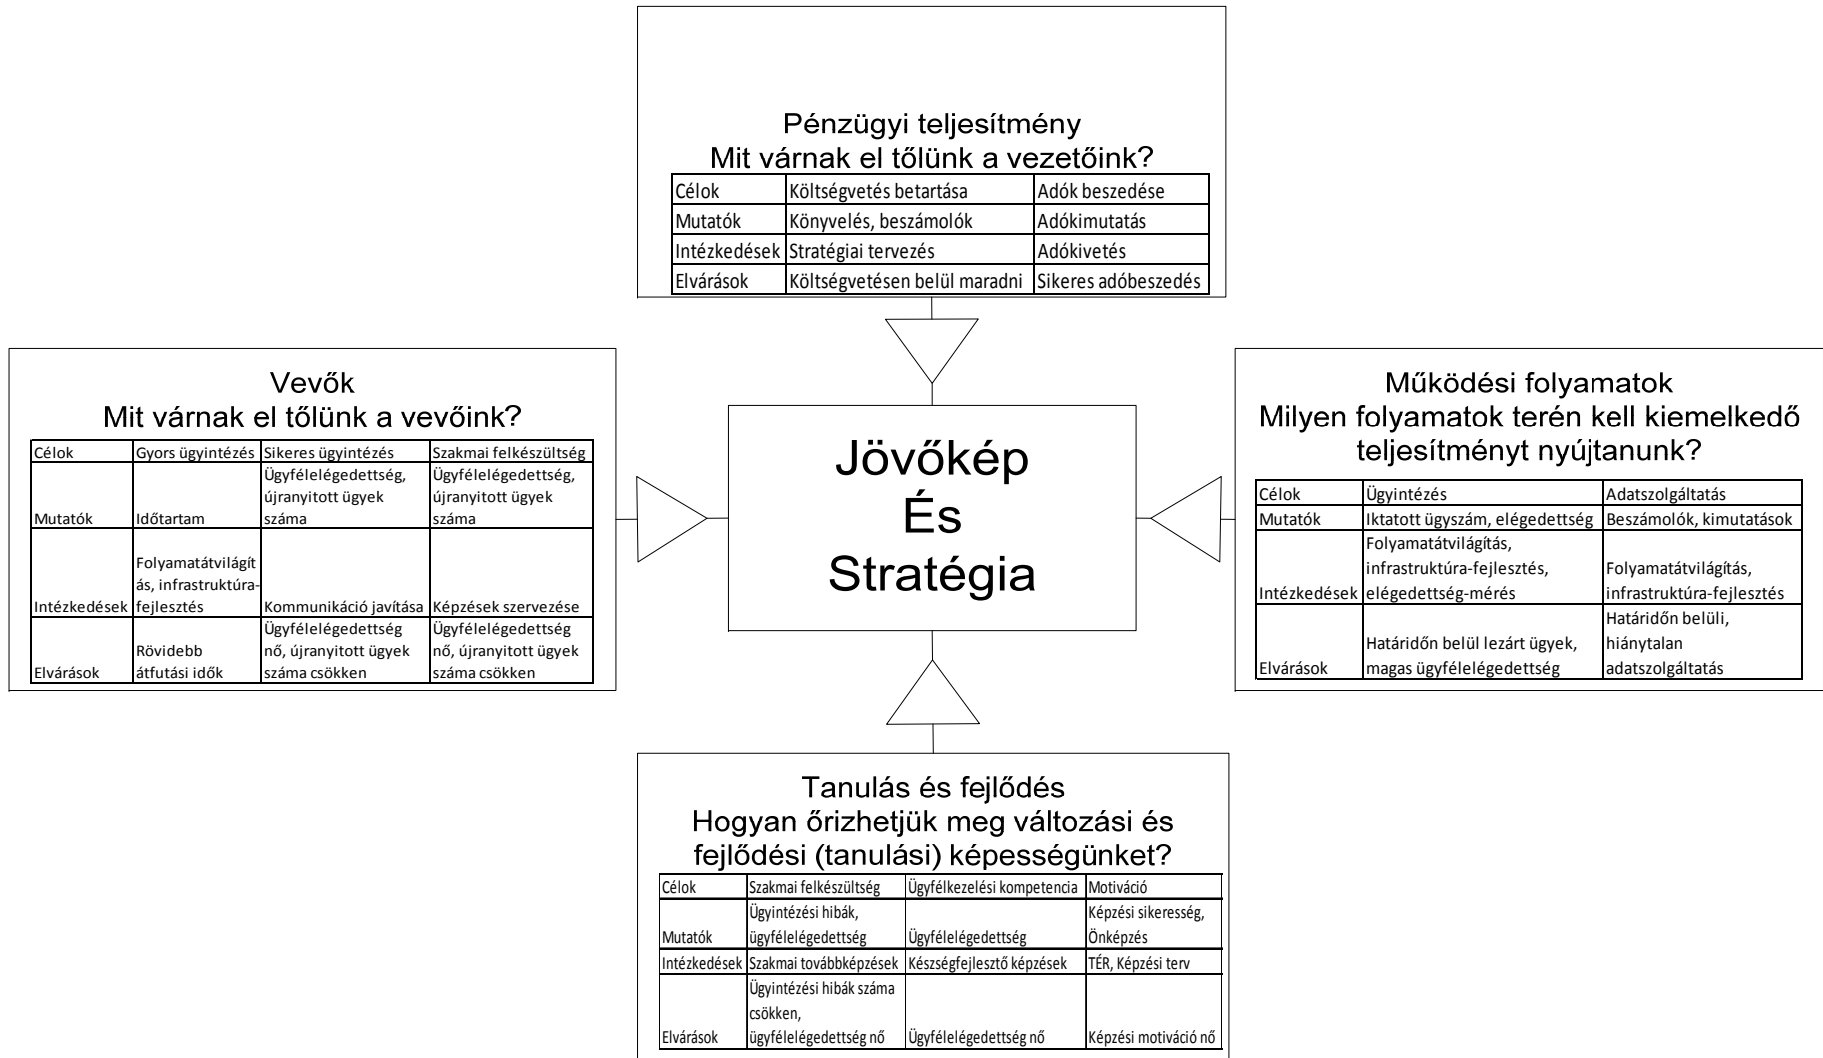 Pénzügyi teljesítmény
Mit várnak el tőlünk a vezetőink?
Célok Költségvetés betartása Adók beszedése
Mutatók Könyvelés, beszámolók Adókimutatás
Intézkedések Stratégiai tervezés Adókivetés
Elvárások Költségvetésen belül maradni Sikeres adóbeszedés
Vevők
Mit várnak el tőlünk a vevőink?
Célok Gyors ügyintézés Sikeres ügyintézés Szakmai felkészültség
Ügyfélelégedettség, Ügyfélelégedettség,
újranyitott ügyek újranyitott ügyek
Mutatók Időtartam száma száma
Folyamatátvilágít
ás, infrastruktúra-
Intézkedések fejlesztés Kommunikáció javítása Képzések szervezése
Ügyfélelégedettség Ügyfélelégedettség
Rövidebb nő, újranyitott ügyek nő, újranyitott ügyek
Elvárások átfutási idők száma csökken száma csökken
Jövőkép
És
Stratégia
Működési folyamatok
Milyen folyamatok terén kell kiemelkedő
teljesítményt nyújtanunk?
Célok Ügyintézés Adatszolgáltatás
Mutatók Iktatott ügyszám, elégedettség Beszámolók, kimutatások
Folyamatátvilágítás,
infrastruktúra-fejlesztés, Folyamatátvilágítás,
Intézkedések elégedettség-mérés infrastruktúra-fejlesztés
Határidőn belüli,
Határidőn belül lezárt ügyek, hiánytalan
Elvárások magas ügyfélelégedettség adatszolgáltatás
Tanulás és fejlődés
Hogyan őrizhetjük meg változási és
fejlődési (tanulási) képességünket?
Célok Szakmai felkészültség Ügyfélkezelési kompetencia Motiváció
Ügyintézési hibák, Képzési sikeresség,
Mutatók ügyfélelégedettség Ügyfélelégedettség Önképzés
Intézkedések Szakmai továbbképzések Készségfejlesztő képzések TÉR, Képzési terv
Ügyintézési hibák száma
csökken,
Elvárások ügyfélelégedettség nő Ügyfélelégedettség nő Képzési motiváció nő